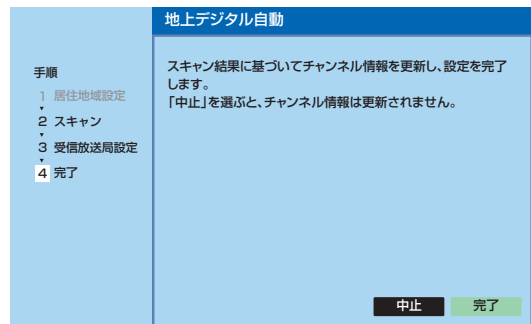 地上デジタル自動
手順
1 居住地域設定
2 スキャン
3 受信放送局設定
4 完了
スキャン結果に基づいてチャンネル情報を更新し、設定を完了
します。
「中止」を選ぶと、チャンネル情報は更新されません。
中止 完了